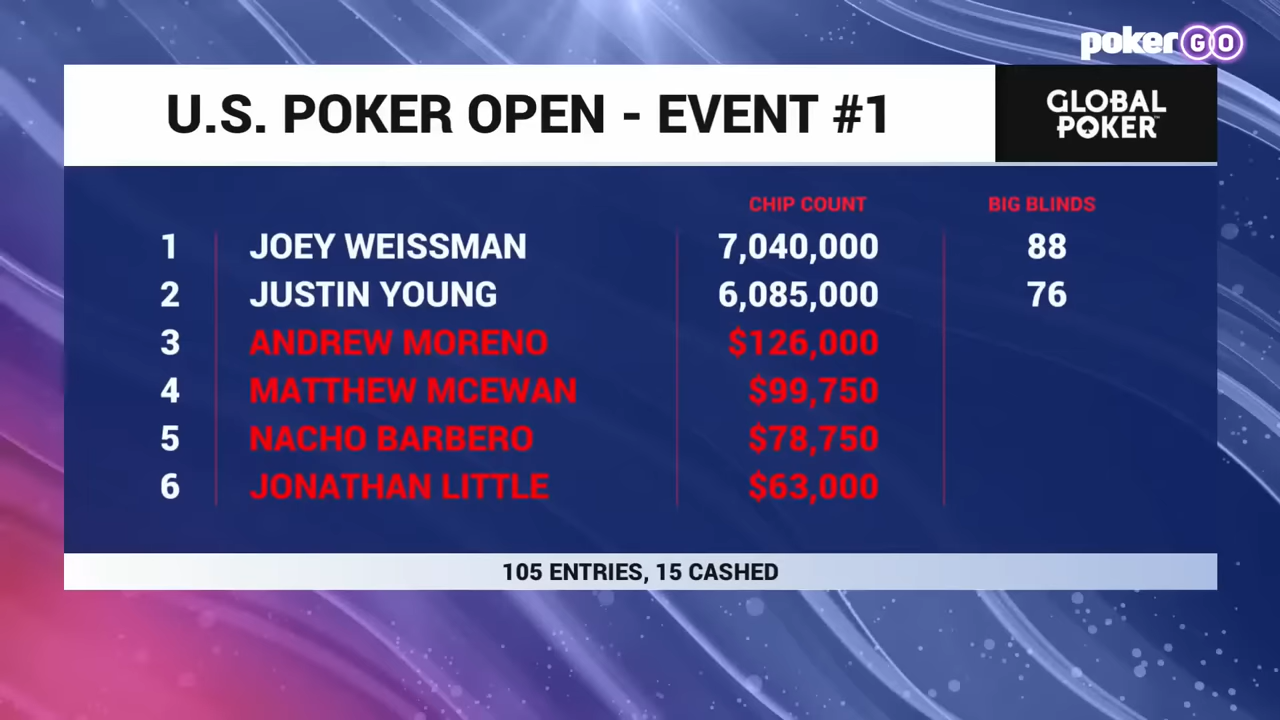 pokerGO
U.S. POKER OPEN - EVENT #1
GLOBAL
POKER™
CHIP COUNT BIG BLINDS
1 JOEY WEISSMAN 7,040,000 88
2 JUSTIN YOUNG 6,085,000 76
3 ANDREW MORENO $126,000
4 MATTHEW MCEWAN $99,750
5 NACHO BARBERO $78,750
6 JONATHAN LITTLE $63,000
105 ENTRIES, 15 CASHED